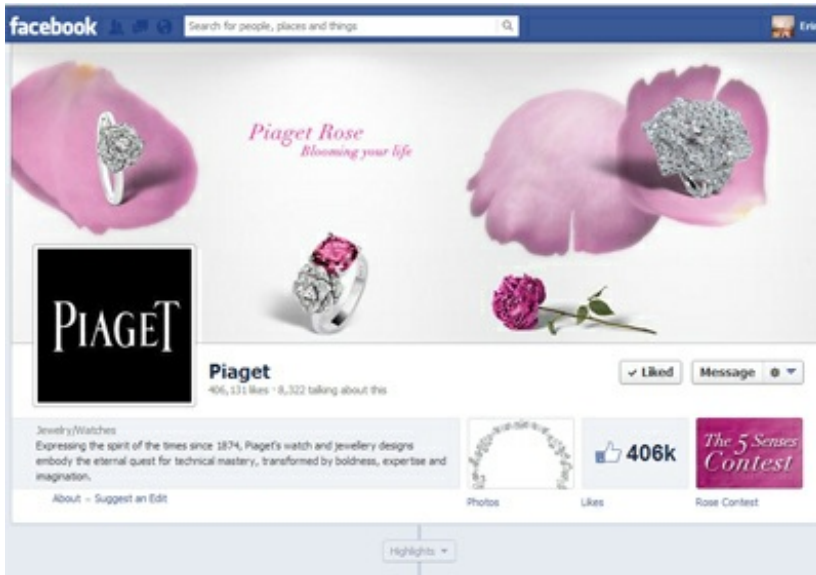 facebook
Search for people, places and things
Erin
Piaget Rose
Blooming your life
PIAGET
Piaget
406,131 likes · 8,322 talking about this
Liked
Message
Jewelry/Watches
Expressing the spirit of the times since 1874, Piaget's watch and jewellery designs
embody the eternal quest for technical mastery, transformed by boldness, expertise and
imagination.
About – Suggest an Edit
Photos
406k
Likes
The 5 Senses
Contest
Rose Contest
Highlights